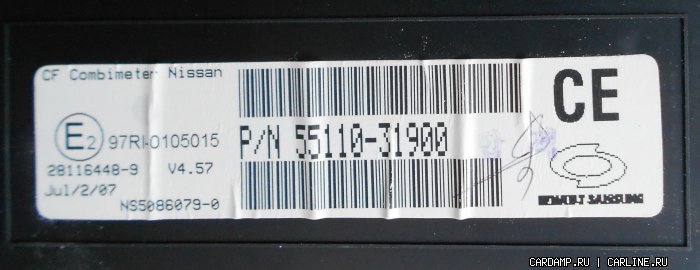 CF Combimeter Nissan
E2 97RI-0105015
28116448-9 V4.57
Jul/2/07
NS5086079-0
P/N 55110-31900
CE
RENAULT SAMSUNG
CARDAMP.RU | CARLINE.RU